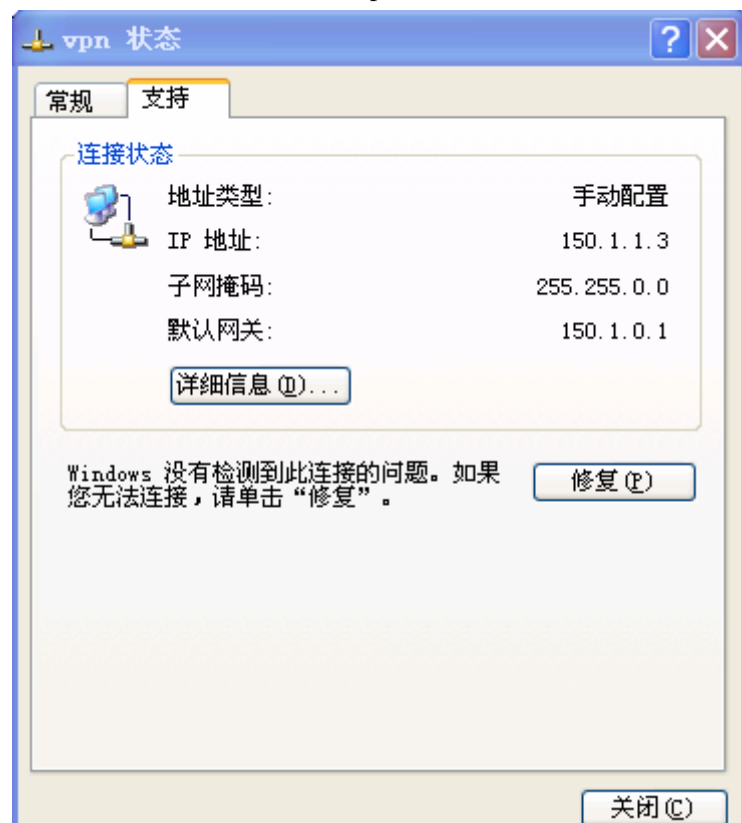 vpn 状态
常规 支持
连接状态
地址类型: 手动配置
IP 地址: 150.1.1.3
子网掩码: 255.255.0.0
默认网关: 150.1.0.1
详细信息(D)...
Windows 没有检测到此连接的问题。如果
您无法连接,请单击“修复”。
修复(P)
关闭(C)